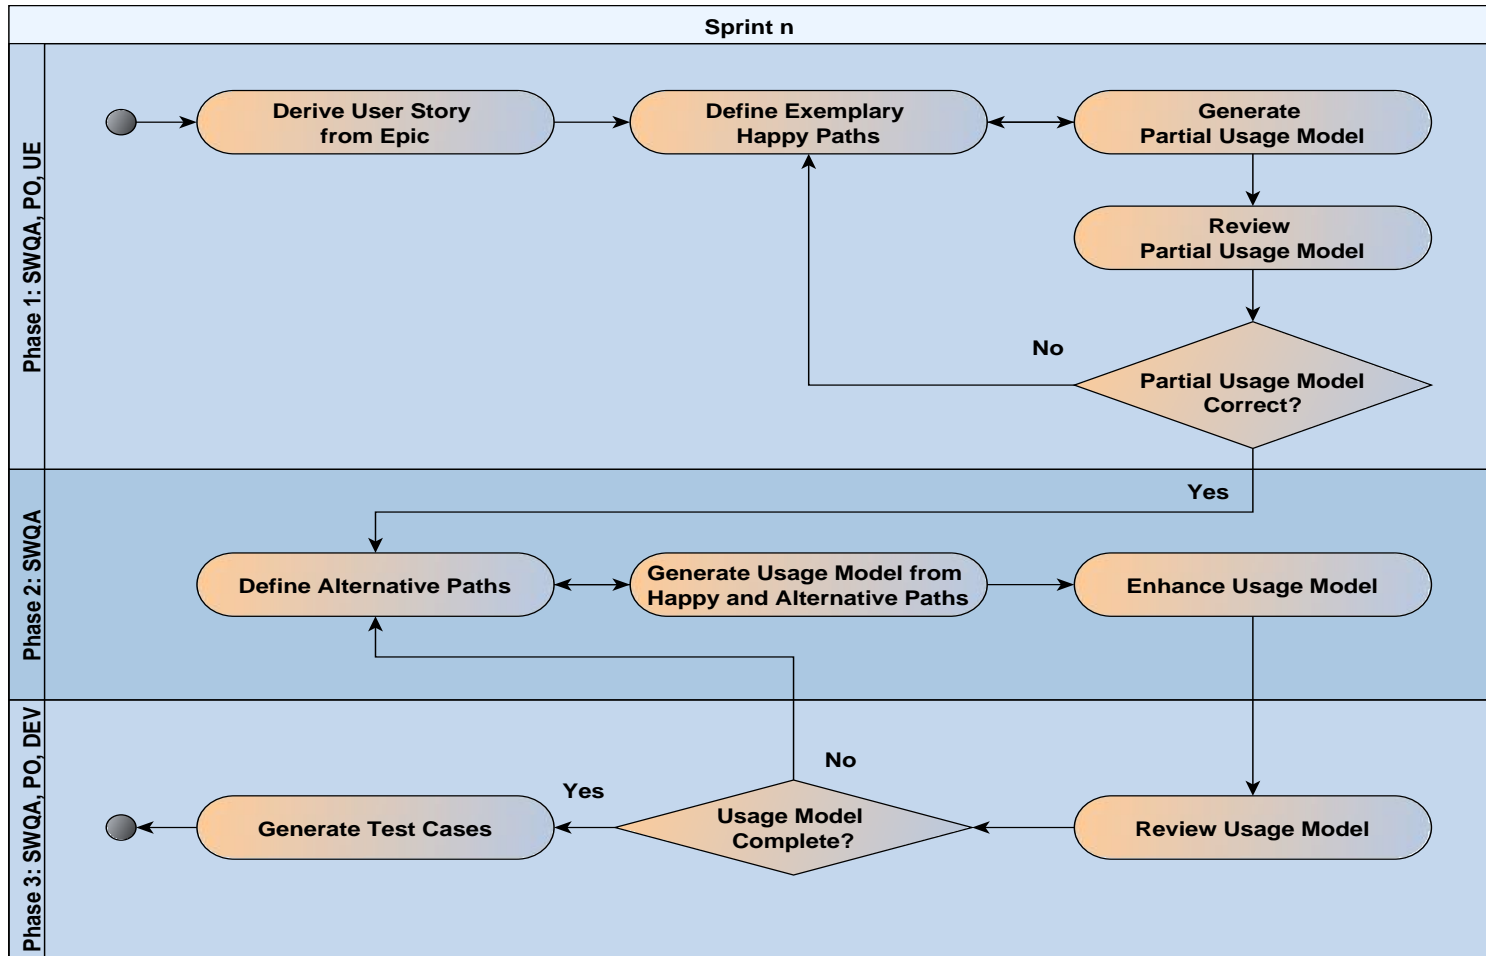 Sprint n
Phase 1: SWQA, PO, UE
Derive User Story
from Epic
Define Exemplary
Happy Paths
Generate
Partial Usage Model
Review
Partial Usage Model
No
Partial Usage Model
Correct?
Yes
Phase 2: SWQA
Define Alternative Paths
Generate Usage Model from
Happy and Alternative Paths
Enhance Usage Model
Phase 3: SWQA, PO, DEV
No
Yes
Generate Test Cases
Usage Model
Complete?
Review Usage Model